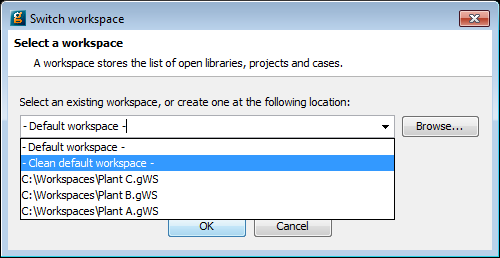 Switch workspace
Select a workspace
A workspace stores the list of open libraries, projects and cases.
Select an existing workspace, or create one at the following location:
- Default workspace -
Browse...
- Default workspace -
- Clean default workspace -
C:\Workspaces\Plant C.gWS
C:\Workspaces\Plant B.gWS
C:\Workspaces\Plant A.gWS
OK
Cancel